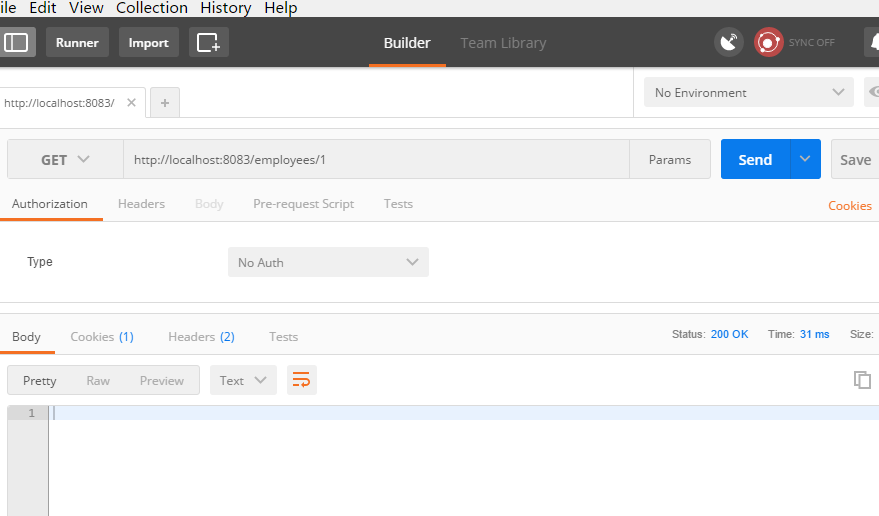 ile Edit View Collection History Help
Runner Import Builder Team Library SYNC OFF
http://localhost:8083/ No Environment
GET http://localhost:8083/employees/1 Params Send Save
Authorization Headers Body Pre-request Script Tests Cookies
Type No Auth
Body Cookies (1) Headers (2) Tests Status: 200 OK Time: 31 ms Size:
Pretty Raw Preview Text
1